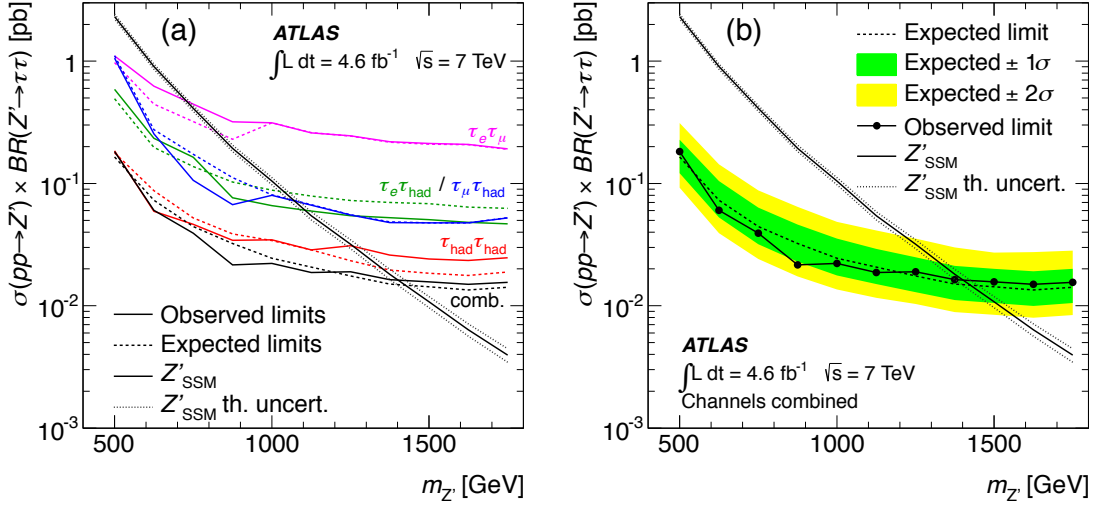 (a)
ATLAS
∫L dt = 4.6 fb⁻¹ √s = 7 TeV
σ(pp→Z′) × BR(Z′→ττ) [pb]
1
10⁻¹
10⁻²
10⁻³
τₑτμ
τₑτhad / τμτhad
τhadτhad
comb.
Observed limits
Expected limits
Z′SSM
Z′SSM th. uncert.
500 1000 1500
mZ′ [GeV]
(b)
Expected limit
Expected ± 1σ
Expected ± 2σ
Observed limit
Z′SSM
Z′SSM th. uncert.
σ(pp→Z′) × BR(Z′→ττ) [pb]
1
10⁻¹
10⁻²
10⁻³
ATLAS
∫L dt = 4.6 fb⁻¹ √s = 7 TeV
Channels combined
500 1000 1500
mZ′ [GeV]